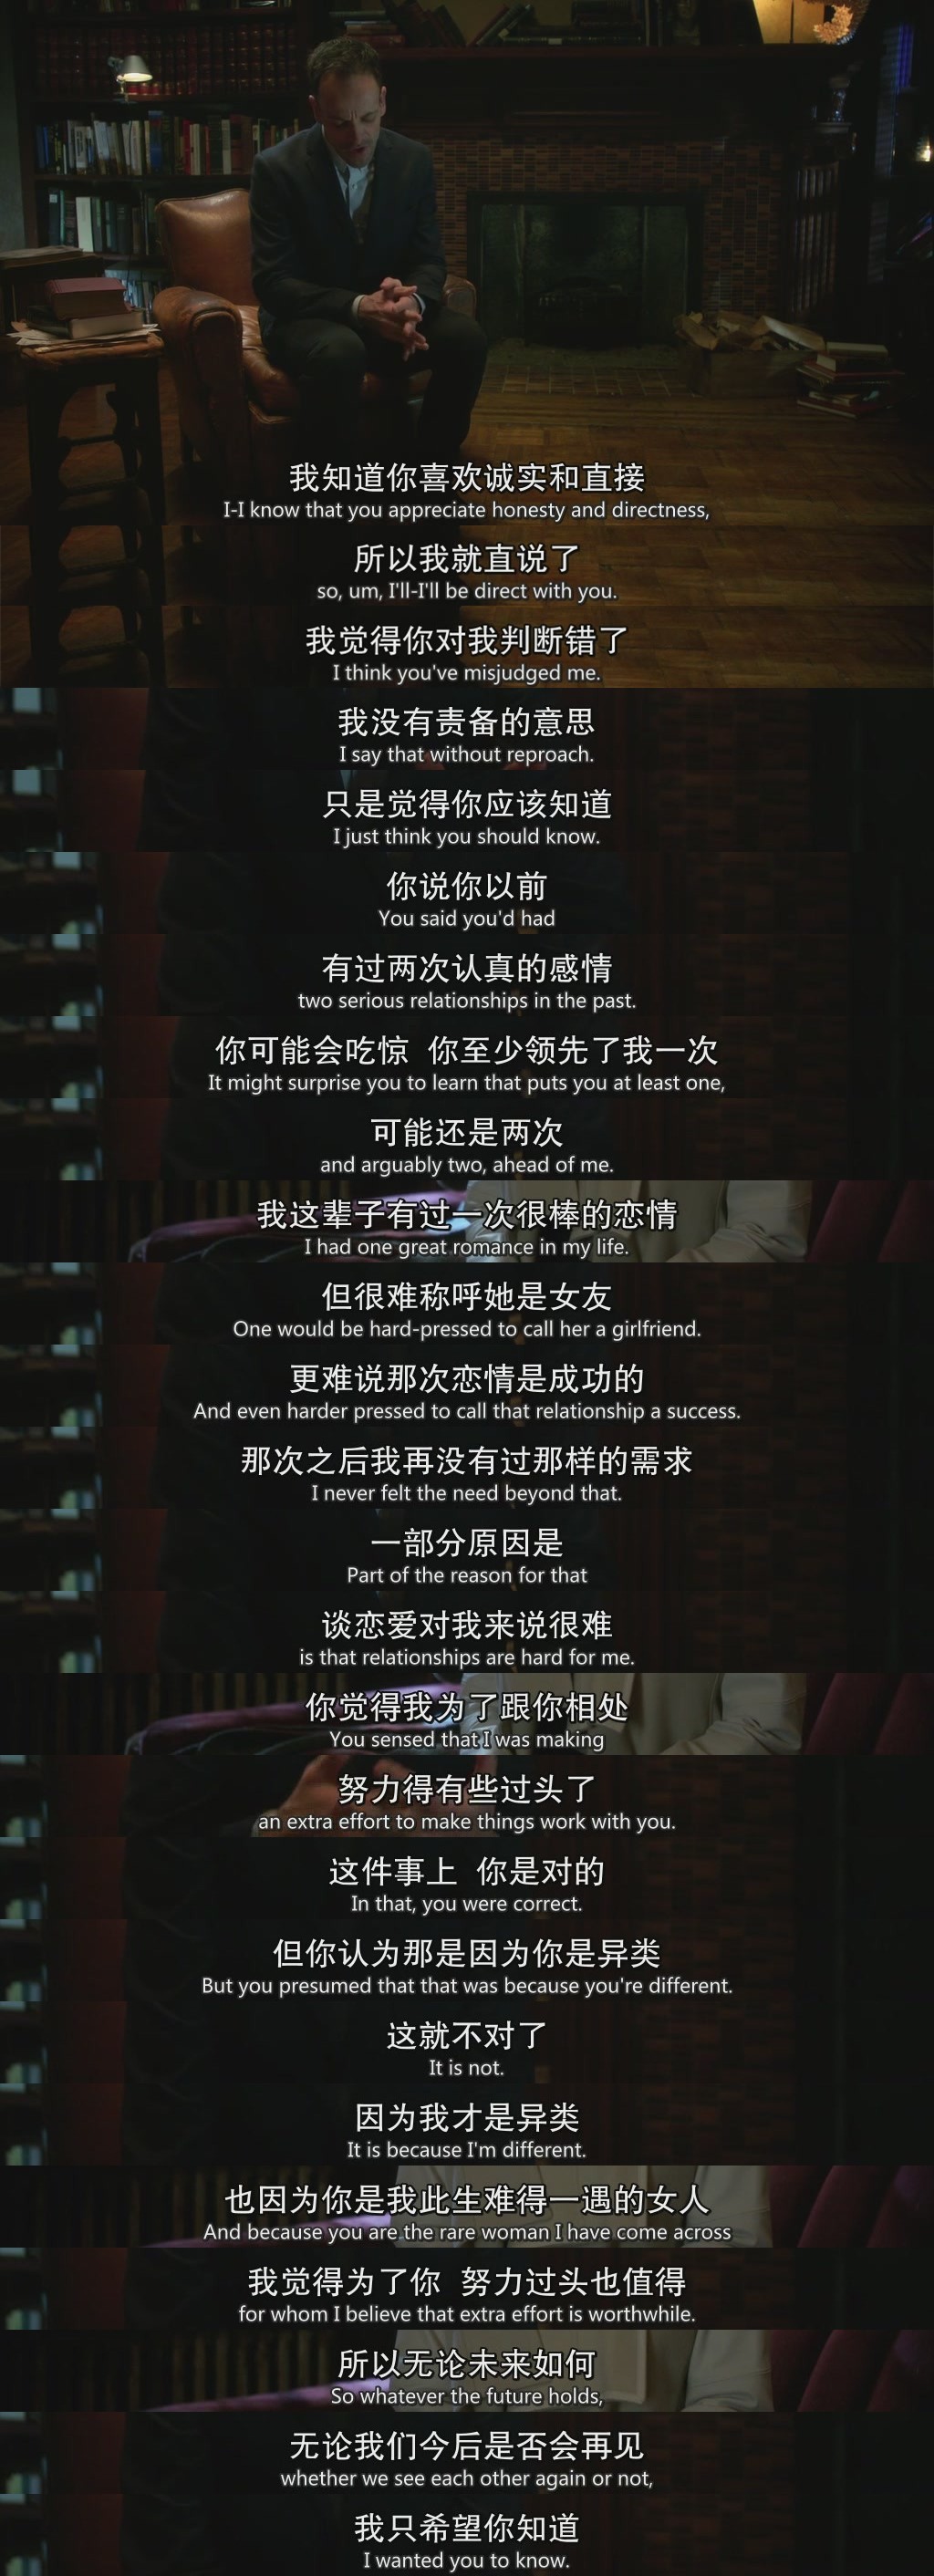 我知道你喜欢诚实和直接
I-I know that you appreciate honesty and directness,
所以我就直说了
so, um, I'll-I'll be direct with you.
我觉得你对我判断错了
I think you've misjudged me.
我没有责备的意思
I say that without reproach.
只是觉得你应该知道
I just think you should know.
你说你以前
You said you'd had
有过两次认真的感情
two serious relationships in the past.
你可能会吃惊 你至少领先了我一次
It might surprise you to learn that puts you at least one,
可能还是两次
and arguably two, ahead of me.
我这辈子有过一次很棒的恋情
I had one great romance in my life.
但很难称呼她是女友
One would be hard-pressed to call her a girlfriend.
更难说那次恋情是成功的
And even harder pressed to call that relationship a success.
那次之后我再没有过那样的需求
I never felt the need beyond that.
一部分原因是
Part of the reason for that
谈恋爱对我来说很难
is that relationships are hard for me.
你觉得我为了跟你相处
You sensed that I was making
努力得有些过头了
an extra effort to make things work with you.
这件事上 你是对的
In that, you were correct.
但你认为那是因为你是异类
But you presumed that that was because you're different.
这就不对了
It is not.
因为我才是异类
It is because I'm different.
也因为你是我此生难得一遇的女人
And because you are the rare woman I have come across
我觉得为了你 努力过头也值得
for whom I believe that extra effort is worthwhile.
所以无论未来如何
So whatever the future holds,
无论我们今后是否会再见
whether we see each other again or not,
我只希望你知道
I wanted you to know.